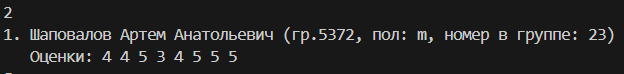 2
1. Шаповалов Артем Анатольевич (гр.5372, пол: m, номер в группе: 23)
Оценки: 4 4 5 3 4 5 5 5